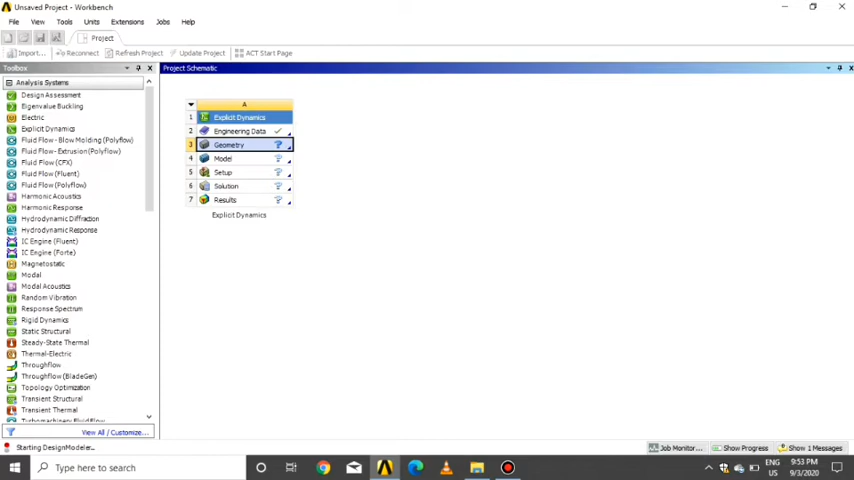 Unsaved Project - Workbench
File View Tools Units Extensions Jobs Help
Project
Import... Reconnect Refresh Project Update Project ACT Start Page
Toolbox
Project Schematic
Analysis Systems
Design Assessment
Eigenvalue Buckling
Electric
Explicit Dynamics
Fluid Flow - Blow Molding (Polyflow)
Fluid Flow - Extrusion (Polyflow)
Fluid Flow (CFX)
Fluid Flow (Fluent)
Fluid Flow (Polyflow)
Harmonic Acoustics
Harmonic Response
Hydrodynamic Diffraction
Hydrodynamic Response
IC Engine (Fluent)
IC Engine (Forte)
Magnetostatic
Modal
Modal Acoustics
Random Vibration
Response Spectrum
Rigid Dynamics
Static Structural
Steady-State Thermal
Thermal-Electric
Throughflow
Throughflow (BladeGen)
Topology Optimization
Transient Structural
Transient Thermal
Turbomachinery Fluid Flow
View All / Customize...
A
1 Explicit Dynamics
2 Engineering Data
3 Geometry
4 Model
5 Setup
6 Solution
7 Results
Explicit Dynamics
Starting DesignModeler...
Job Monitor... Show Progress Show 1 Messages
Type here to search
ENG
US
9:53 PM
9/3/2020